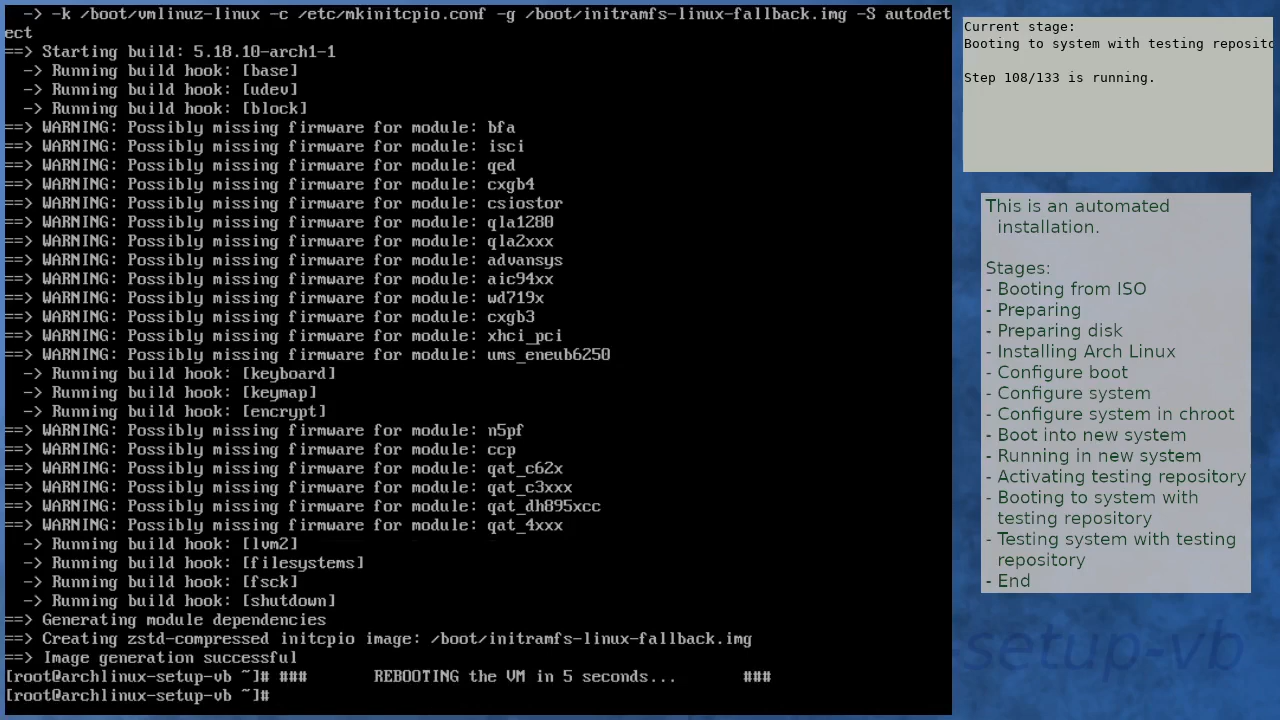 -> -k /boot/vmlinuz-linux -c /etc/mkinitcpio.conf -g /boot/initramfs-linux-fallback.img -S autodet
ect
==> Starting build: 5.18.10-arch1-1
  -> Running build hook: [base]
  -> Running build hook: [udev]
  -> Running build hook: [block]
==> WARNING: Possibly missing firmware for module: bfa
==> WARNING: Possibly missing firmware for module: isci
==> WARNING: Possibly missing firmware for module: qed
==> WARNING: Possibly missing firmware for module: cxgb4
==> WARNING: Possibly missing firmware for module: csiostor
==> WARNING: Possibly missing firmware for module: qla1280
==> WARNING: Possibly missing firmware for module: qla2xxx
==> WARNING: Possibly missing firmware for module: advansys
==> WARNING: Possibly missing firmware for module: aic94xx
==> WARNING: Possibly missing firmware for module: wd719x
==> WARNING: Possibly missing firmware for module: cxgb3
==> WARNING: Possibly missing firmware for module: xhci_pci
==> WARNING: Possibly missing firmware for module: ums_eneub6250
  -> Running build hook: [keyboard]
  -> Running build hook: [keymap]
  -> Running build hook: [encrypt]
==> WARNING: Possibly missing firmware for module: n5pf
==> WARNING: Possibly missing firmware for module: ccp
==> WARNING: Possibly missing firmware for module: qat_c62x
==> WARNING: Possibly missing firmware for module: qat_c3xxx
==> WARNING: Possibly missing firmware for module: qat_dh895xcc
==> WARNING: Possibly missing firmware for module: qat_4xxx
  -> Running build hook: [lvm2]
  -> Running build hook: [filesystems]
  -> Running build hook: [fsck]
  -> Running build hook: [shutdown]
==> Generating module dependencies
==> Creating zstd-compressed initcpio image: /boot/initramfs-linux-fallback.img
==> Image generation successful
[root@archlinux-setup-vb ~]# ###       REBOOTING the VM in 5 seconds...       ###
[root@archlinux-setup-vb ~]#
Current stage:
Booting to system with testing reposito
Step 108/133 is running.
This is an automated
installation.
Stages:
- Booting from ISO
- Preparing
- Preparing disk
- Installing Arch Linux
- Configure boot
- Configure system
- Configure system in chroot
- Boot into new system
- Running in new system
- Activating testing repository
- Booting to system with
testing repository
- Testing system with testing
repository
- End
setup-vb